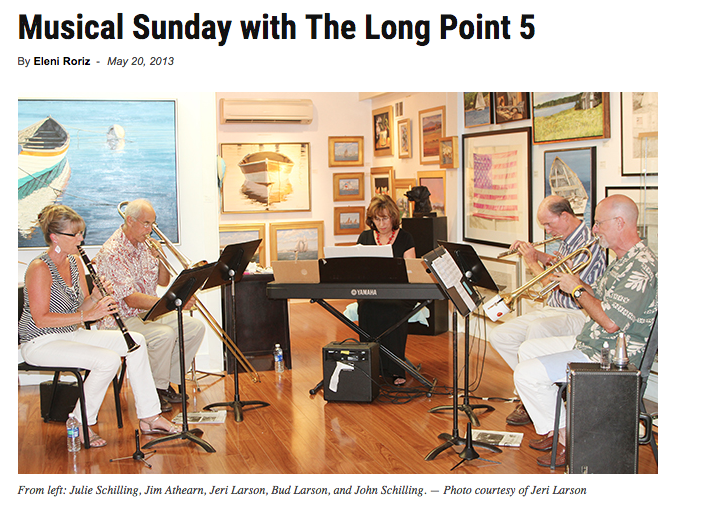 Musical Sunday with The Long Point 5
By Eleni Roriz - May 20, 2013
YAMAHA
From left: Julie Schilling, Jim Athearn, Jeri Larson, Bud Larson, and John Schilling. — Photo courtesy of Jeri Larson